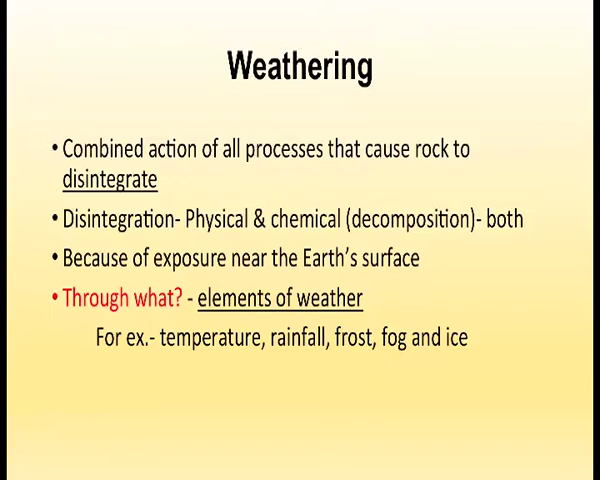 Weathering
• Combined action of all processes that cause rock to
disintegrate
• Disintegration- Physical & chemical (decomposition)- both
• Because of exposure near the Earth's surface
• Through what? - elements of weather
For ex.- temperature, rainfall, frost, fog and ice